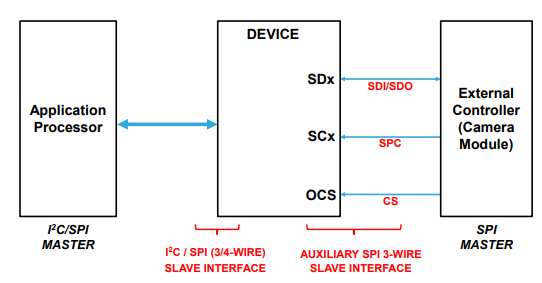 DEVICE
SDx
SDI/SDO
External
Controller
(Camera
Module)
Application
Processor
SCx
SPC
OCS
CS
I²C/SPI
MASTER
SPI
MASTER
I²C / SPI (3/4-WIRE)
SLAVE INTERFACE
AUXILIARY SPI 3-WIRE
SLAVE INTERFACE